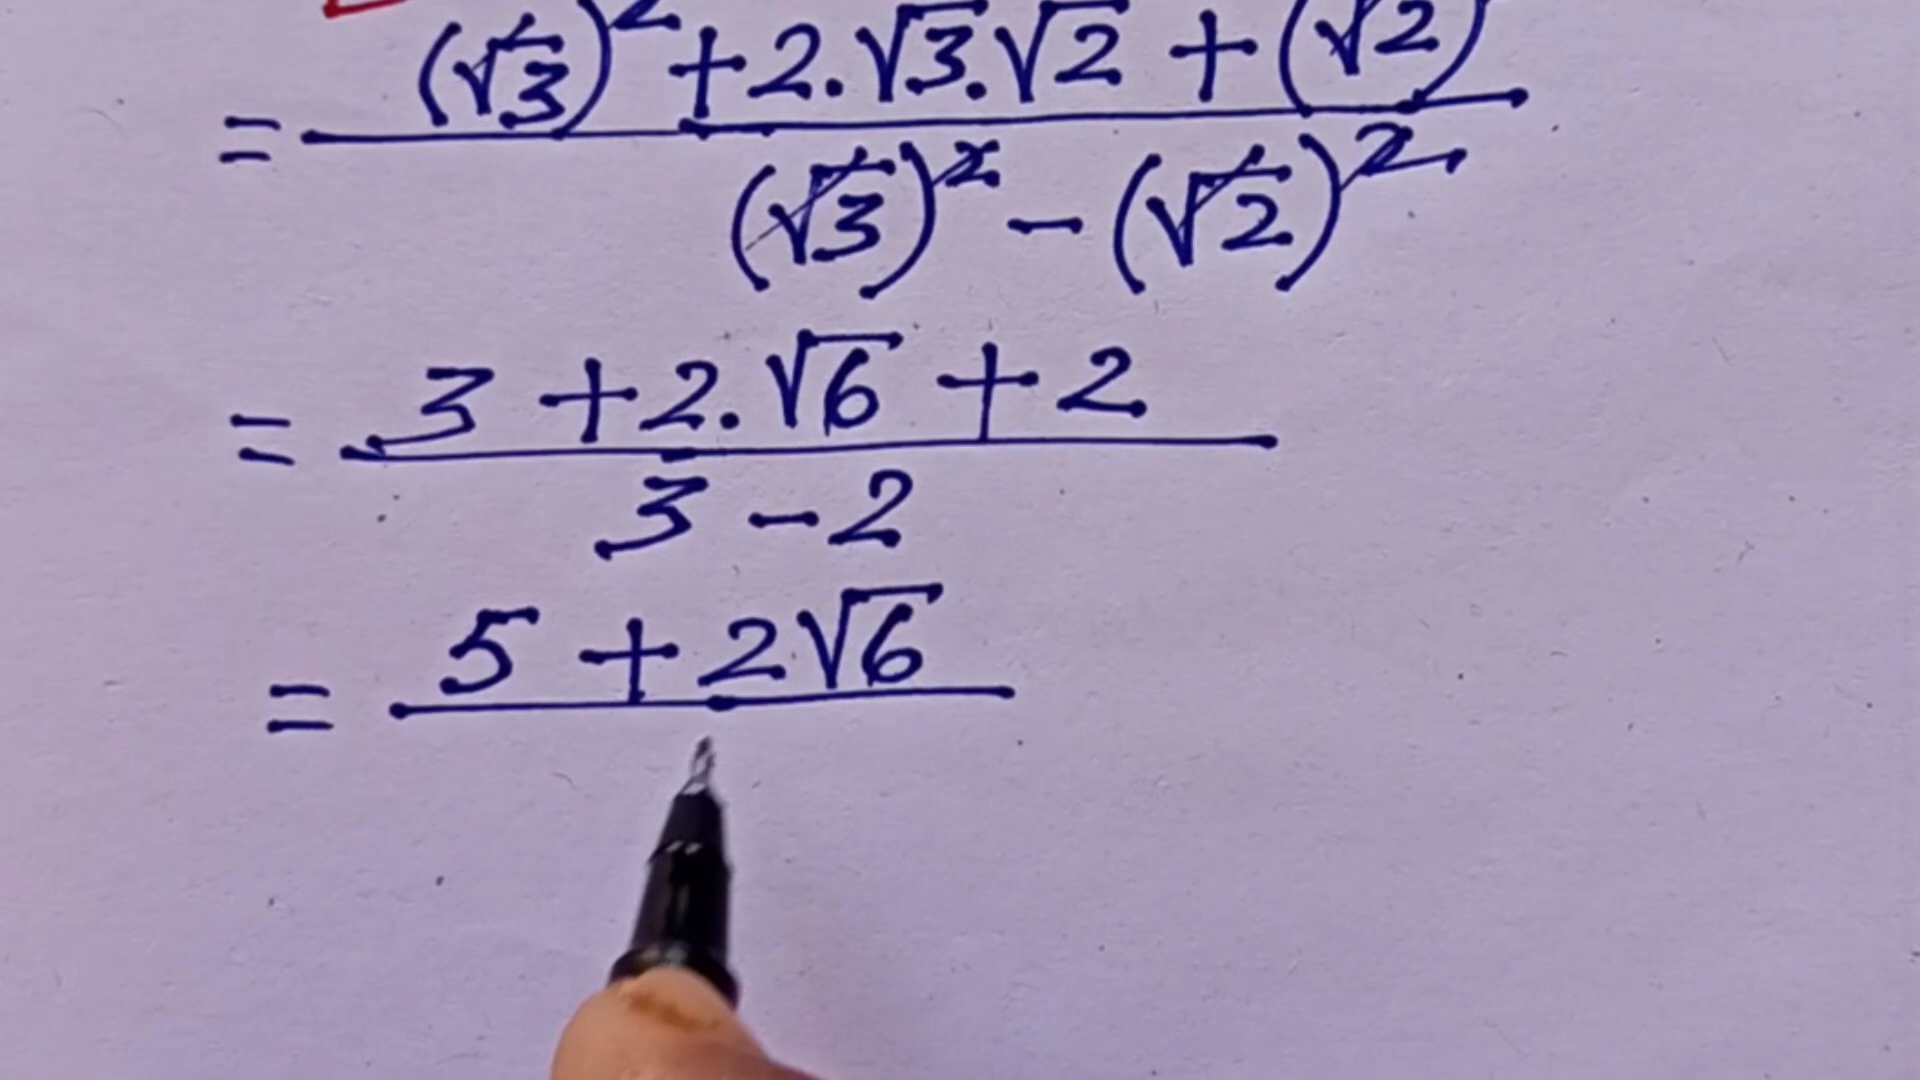 = ((√3)² + 2.√3.√2 + (√2)) / ((√3)² - (√2)²)
= (3 + 2.√6 + 2) / (3 - 2)
= (5 + 2√6) /